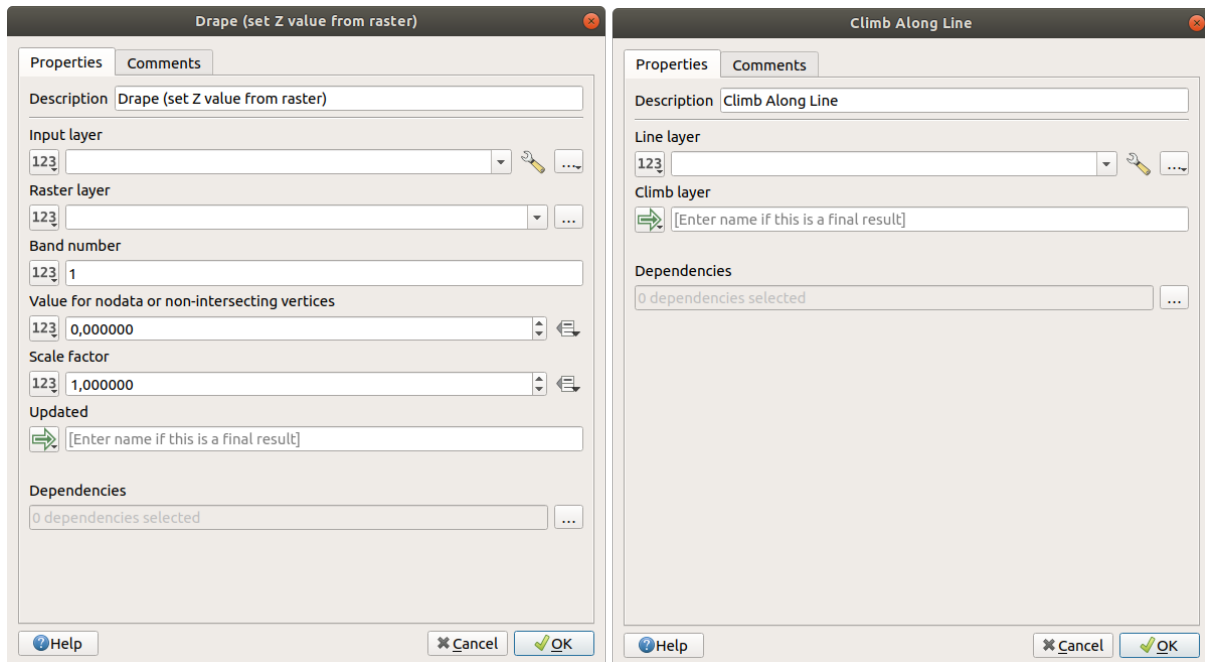 Drape (set Z value from raster)
Properties Comments
Description Drape (set Z value from raster)
Input layer
123 ...
Raster layer
123 ...
Band number
123 1
Value for nodata or non-intersecting vertices
123 0,000000
Scale factor
123 1,000000
Updated
[Enter name if this is a final result]
Dependencies
0 dependencies selected ...
Help Cancel OK
Climb Along Line
Properties Comments
Description Climb Along Line
Line layer
123 ...
Climb layer
[Enter name if this is a final result]
Dependencies
0 dependencies selected ...
Help Cancel OK